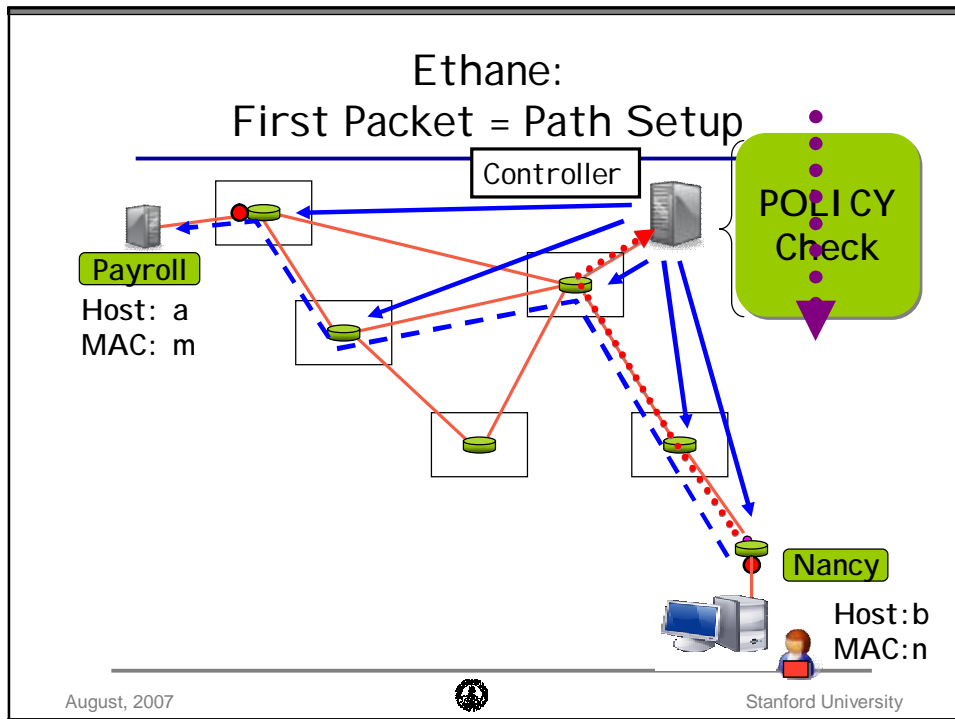 Ethane:
First Packet = Path Setup
Controller
POLICY
Check
Payroll
Host: a
MAC: m
Nancy
Host:b
MAC:n
August, 2007
Stanford University